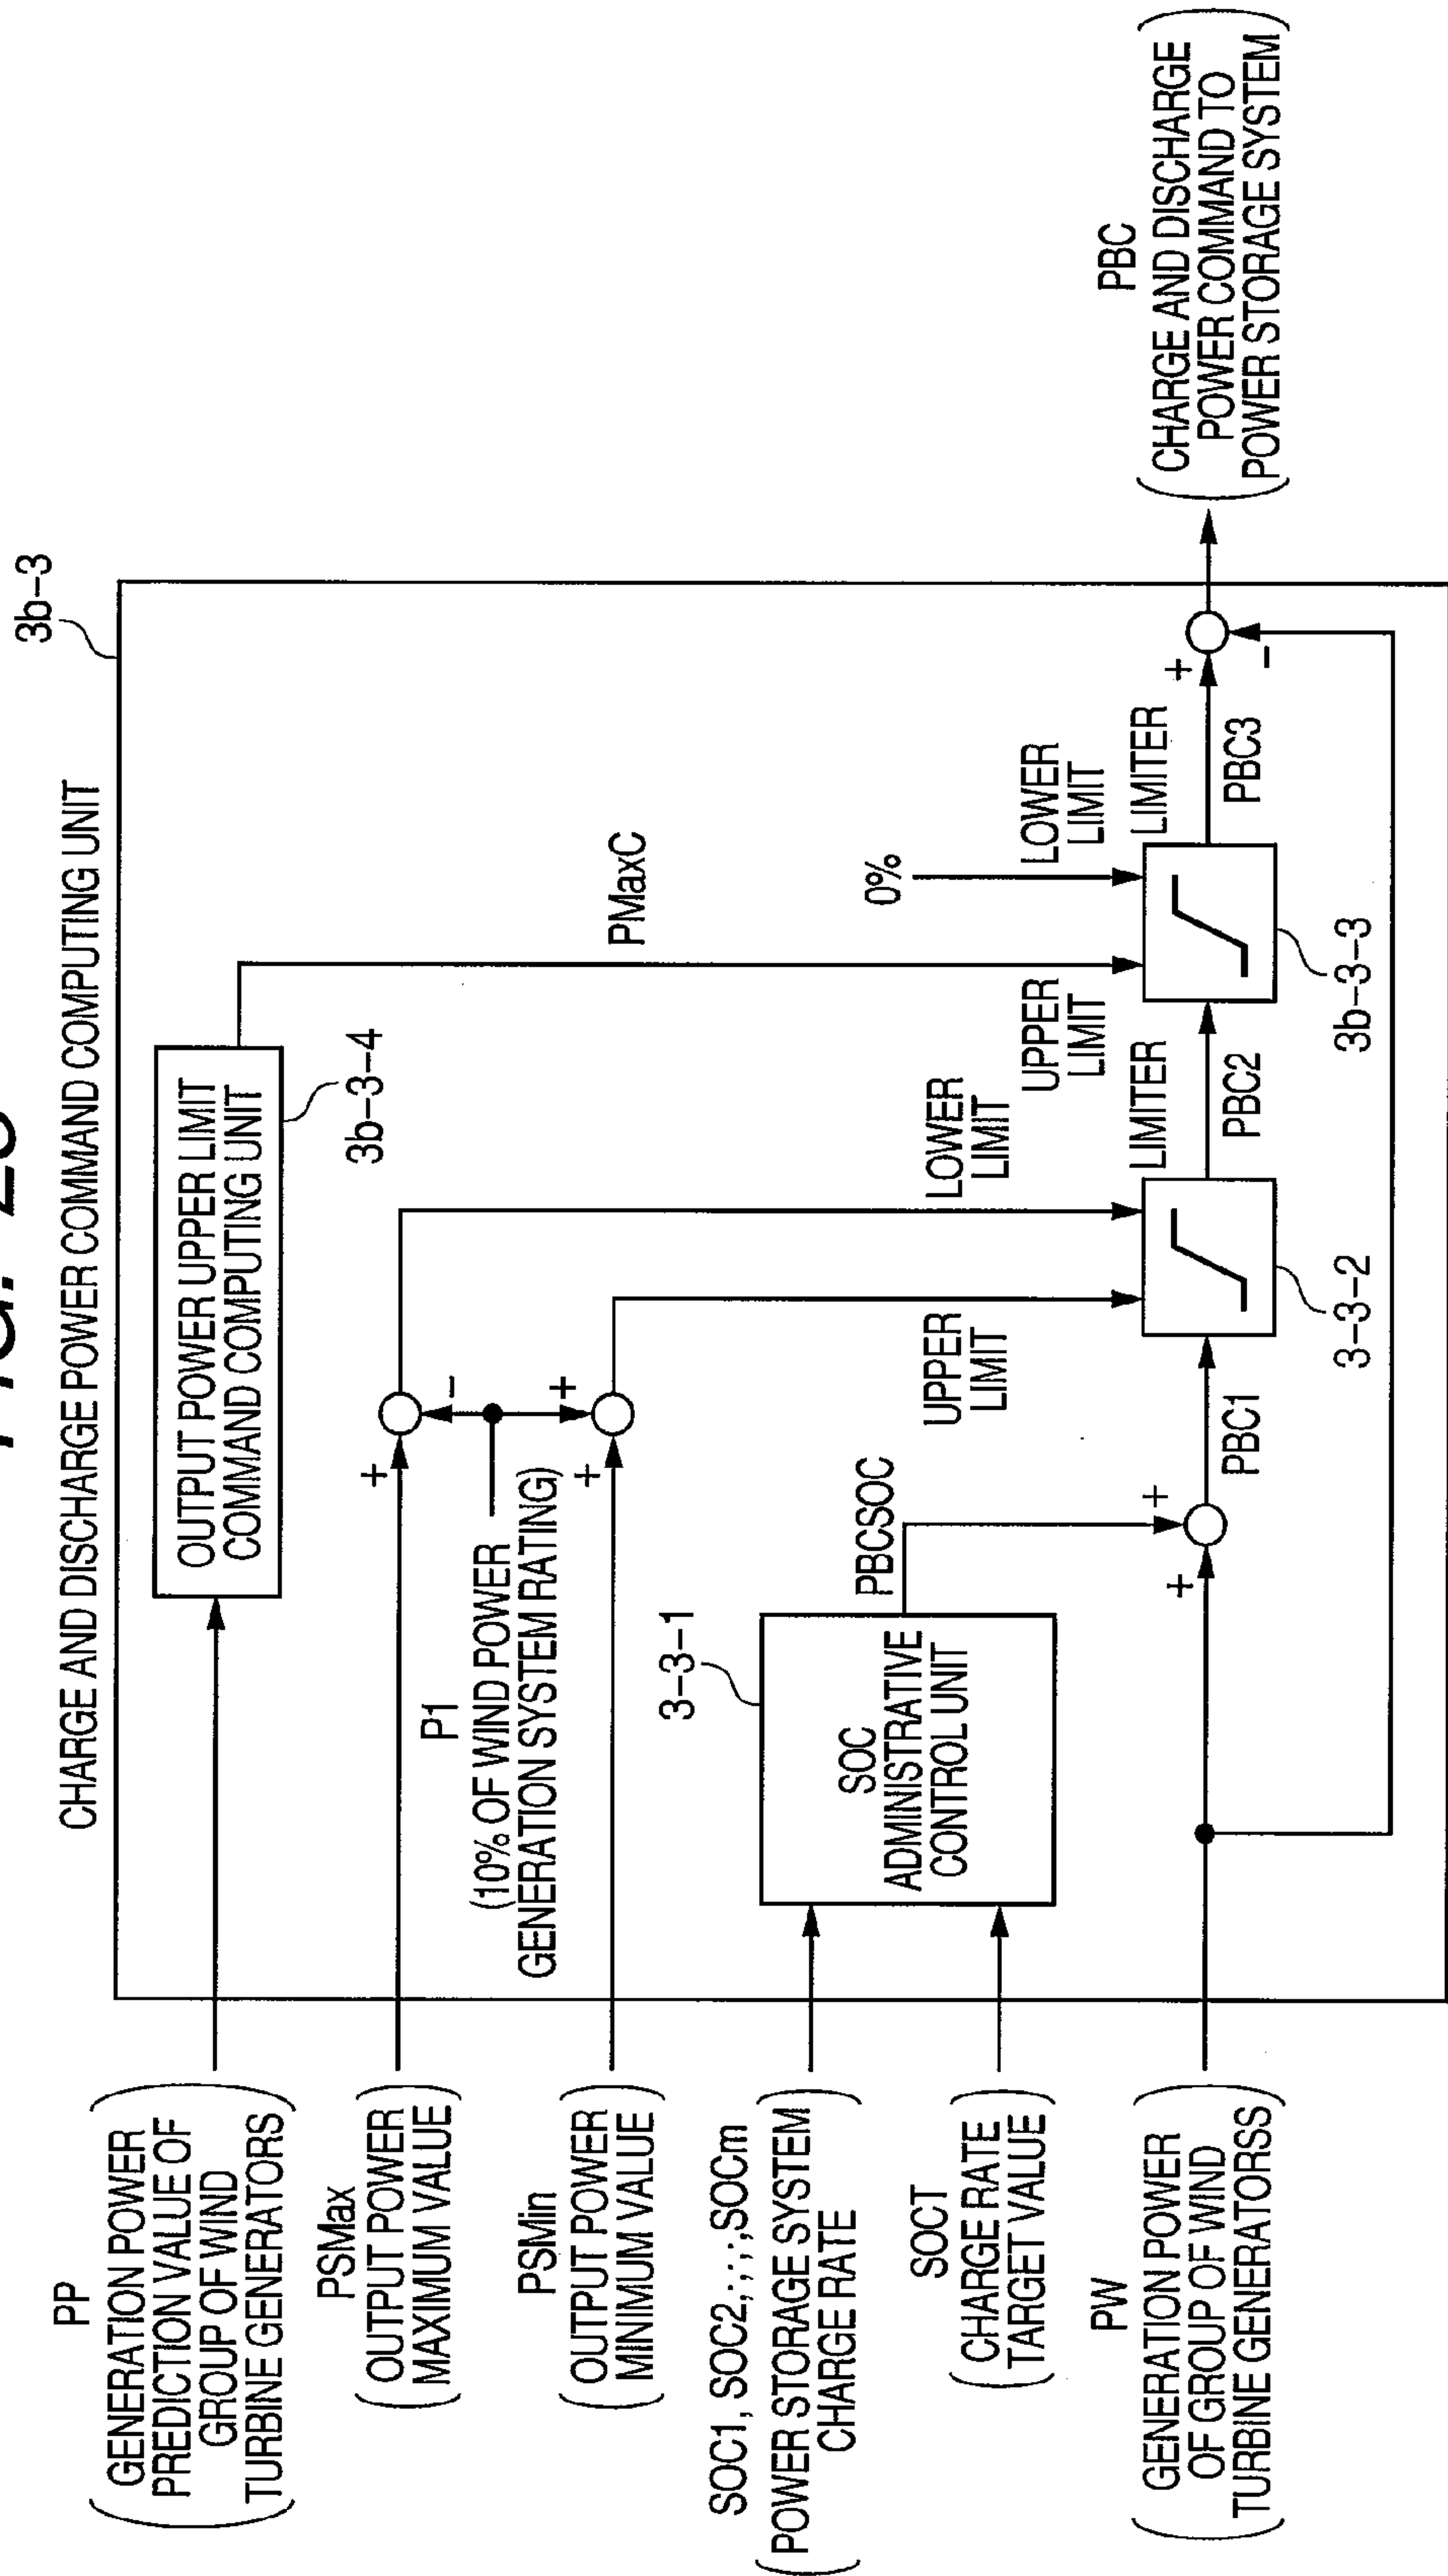 CHARGE AND DISCHARGE POWER COMMAND COMPUTING UNIT
3b-3
PP
GENERATION POWER
PREDICTION VALUE OF
GROUP OF WIND
TURBINE GENERATORS
OUTPUT POWER UPPER LIMIT
COMMAND COMPUTING UNIT
3b-3-4
PMaxC
PSMax
OUTPUT POWER
MAXIMUM VALUE
+
-
P1
(10% OF WIND POWER
GENERATION SYSTEM RATING)
+
+
PSMin
OUTPUT POWER
MINIMUM VALUE
SOC1, SOC2,;;;,SOCm
POWER STORAGE SYSTEM
CHARGE RATE
SOCT
CHARGE RATE
TARGET VALUE
3-3-1
SOC
ADMINISTRATIVE
CONTROL UNIT
PBCSOC
UPPER
LIMIT
LOWER
LIMIT
UPPER
LIMIT
0%
LOWER
LIMIT
PW
GENERATION POWER
OF GROUP OF WIND
TURBINE GENERATORSS
+
+
PBC1
LIMITER
3-3-2
PBC2
LIMITER
3b-3-3
PBC3
+
-
PBC
CHARGE AND DISCHARGE
POWER COMMAND TO
POWER STORAGE SYSTEM